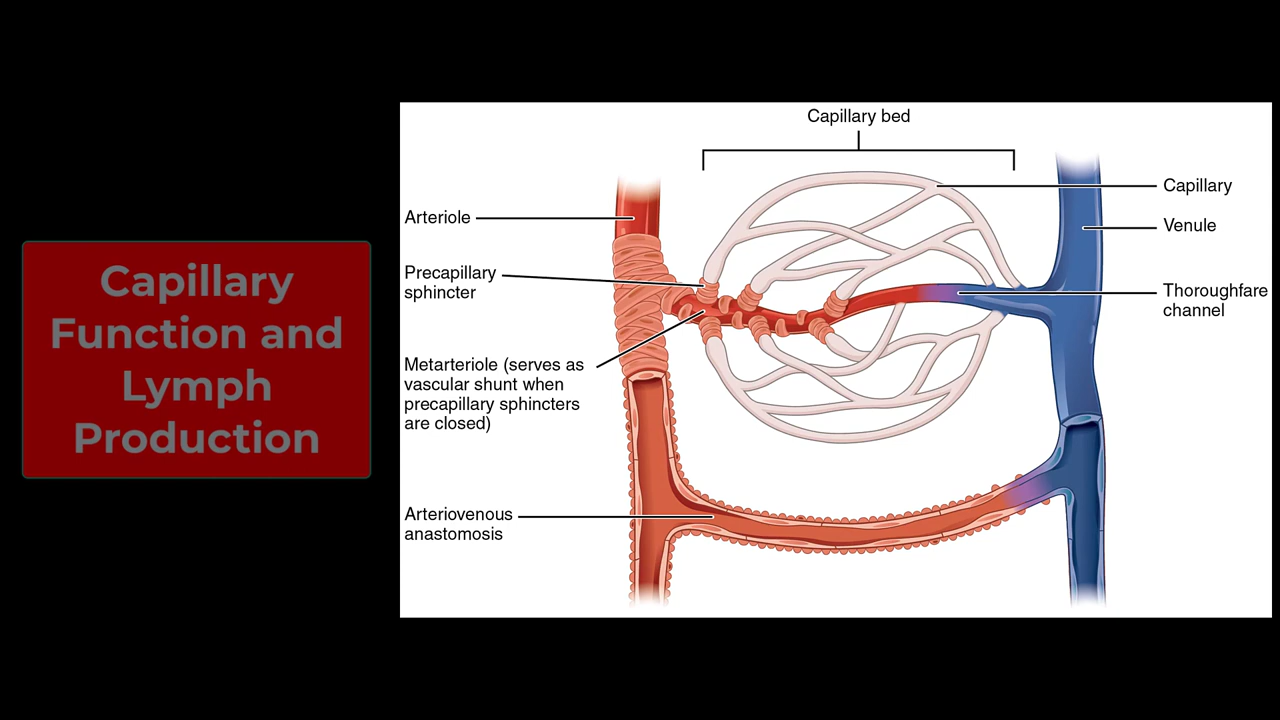 Capillary
Function and
Lymph
Production
Capillary bed
Arteriole
Precapillary
sphincter
Metarteriole (serves as
vascular shunt when
precapillary sphincters
are closed)
Arteriovenous
anastomosis
Capillary
Venule
Thoroughfare
channel